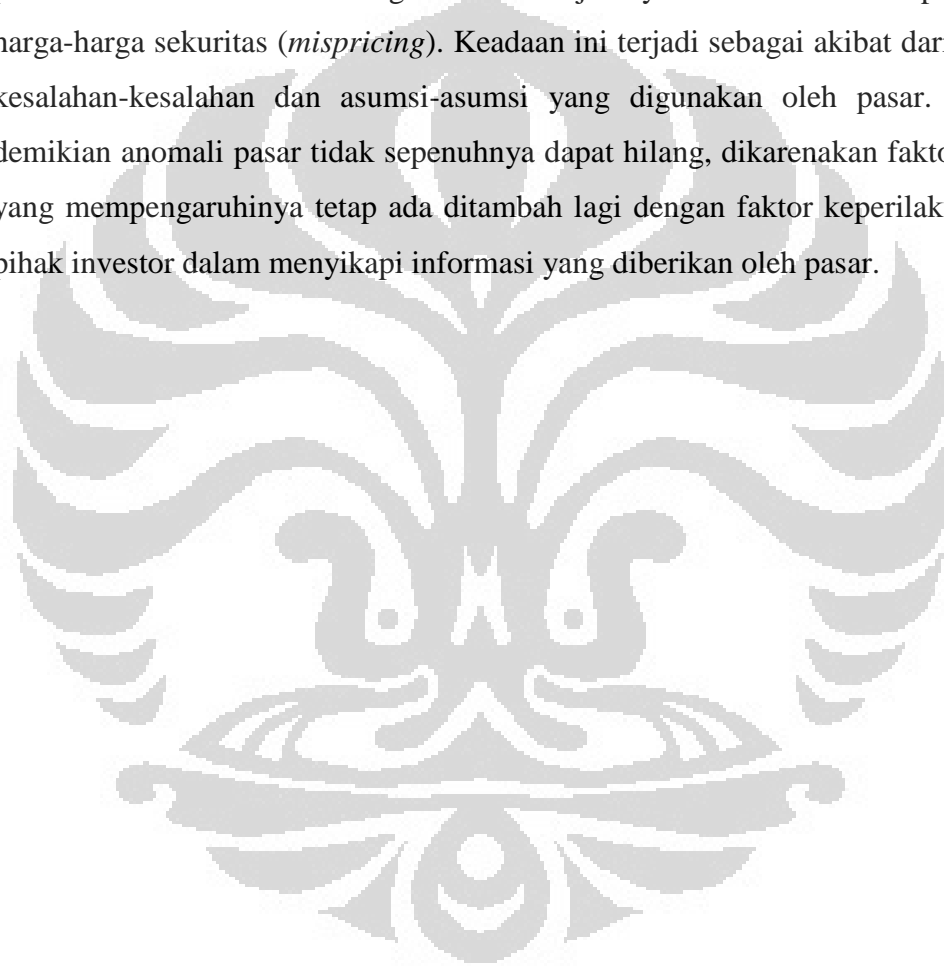 harga-harga sekuritas (mispricing). Keadaan ini terjadi sebagai akibat dari
kesalahan-kesalahan dan asumsi-asumsi yang digunakan oleh pasar.
demikian anomali pasar tidak sepenuhnya dapat hilang, dikarenakan
yang mempengaruhinya tetap ada ditambah lagi dengan faktor
pihak investor dalam menyikapi informasi yang diberikan oleh pasar.